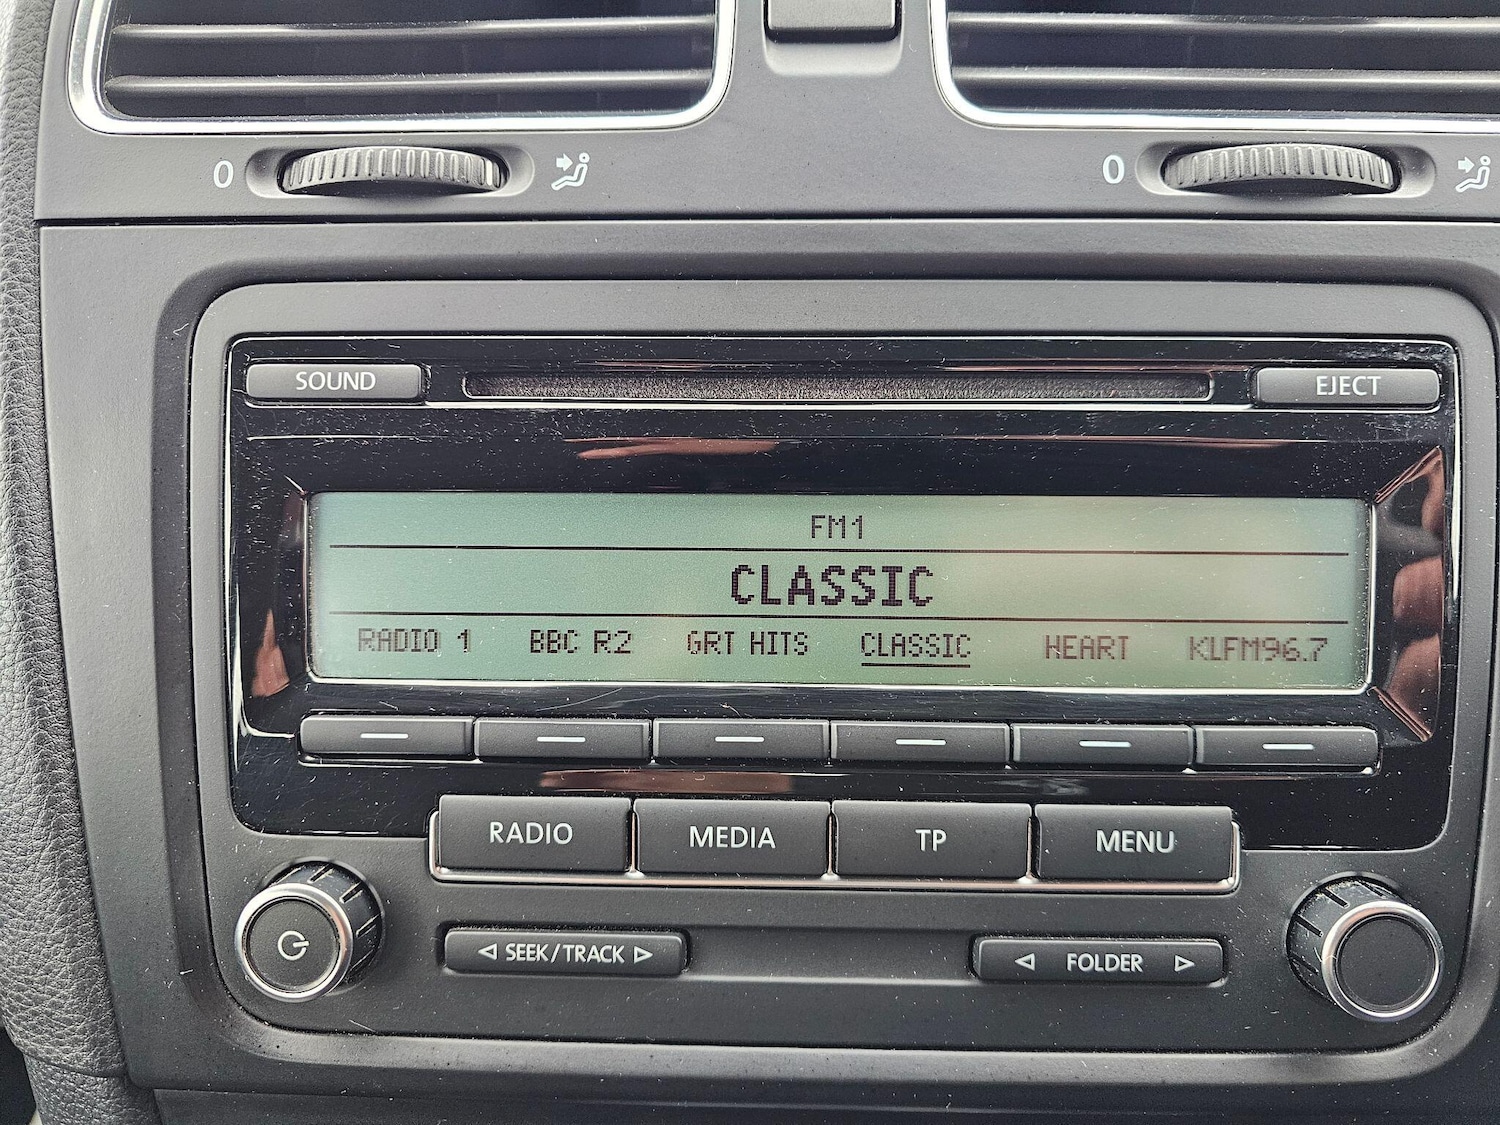 0 0
SOUND EJECT
FM1
CLASSIC
RADIO 1 BBC R2 GRT HITS CLASSIC HEART KLFM96.7
RADIO MEDIA TP MENU
SEEK/TRACK FOLDER